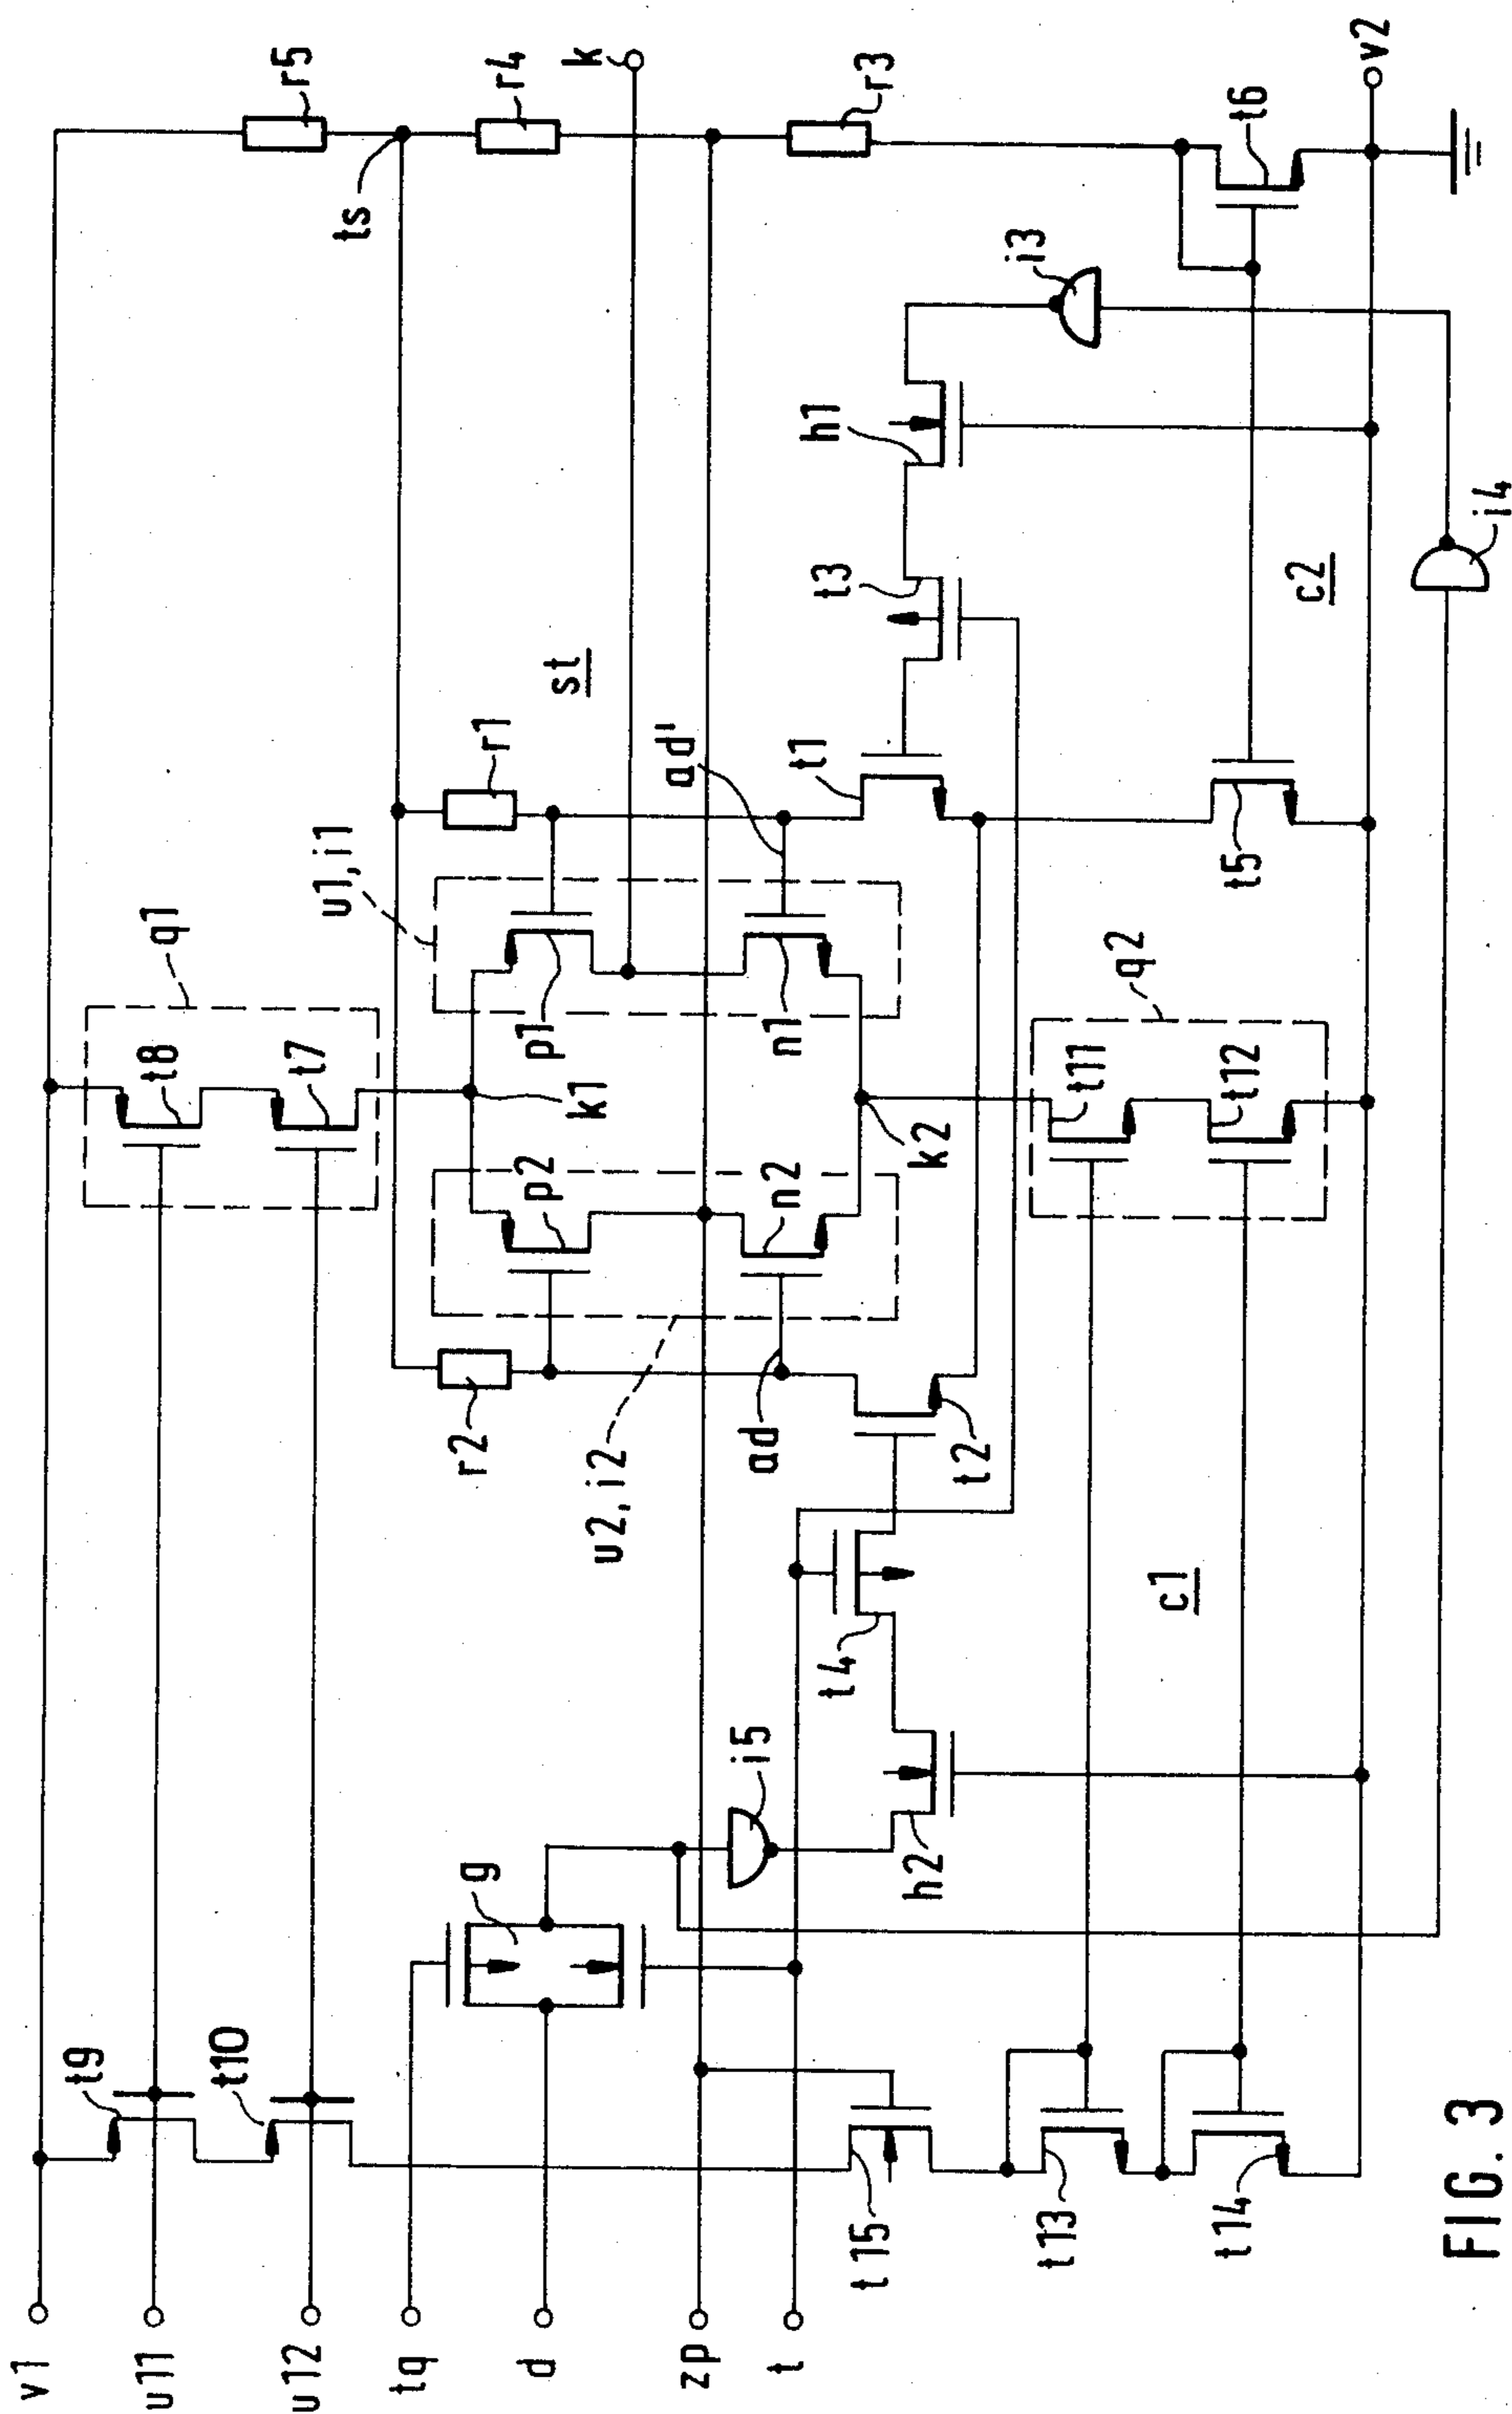 v1
u11
u12
tq
d
zp
t
t9
t10
g
i5
h2
t4
t15
t13
t14
c1
q1
t8
t7
k1
p2
n2
r2
u2,i2
ad
t2
k2
u1,i1
p1
n1
r1
ad'
t1
st
q2
t11
t12
t5
t3
h1
i3
c2
i4
r5
ts
r4
k
r3
t6
v2
FIG. 3